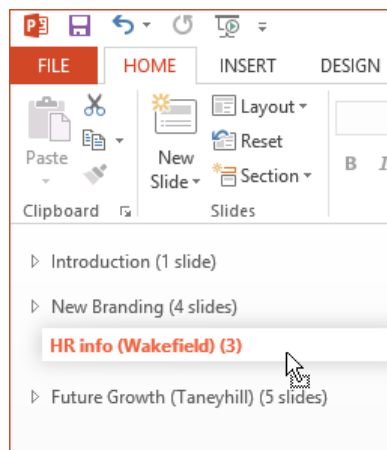 FILE HOME INSERT DESIGN
Layout
Reset
Section
Paste
New
Slide
B I
Clipboard Slides
Introduction (1 slide)
New Branding (4 slides)
HR info (Wakefield) (3)
Future Growth (Taneyhill) (5 slides)